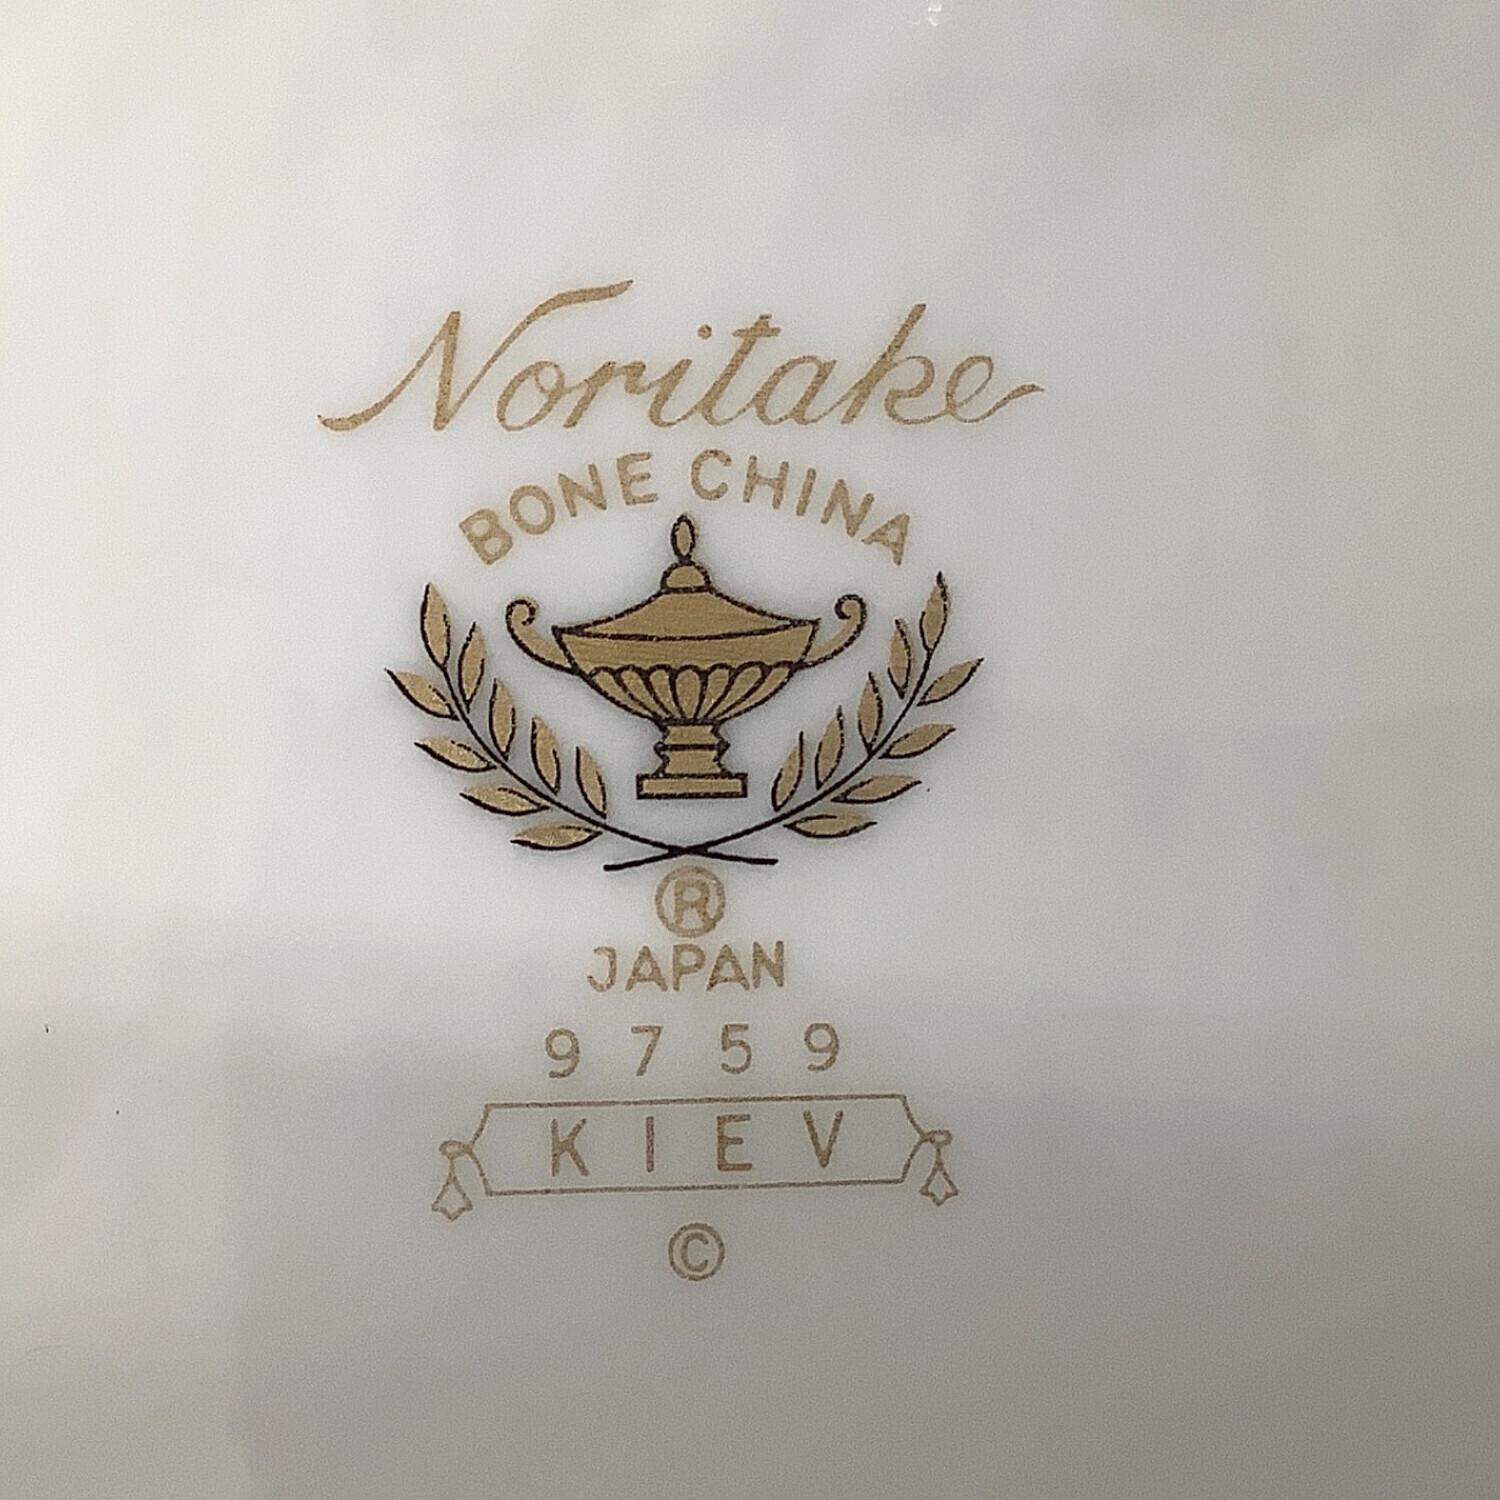 Noritake
BONE CHINA
®
JAPAN
9759
KIEV
©